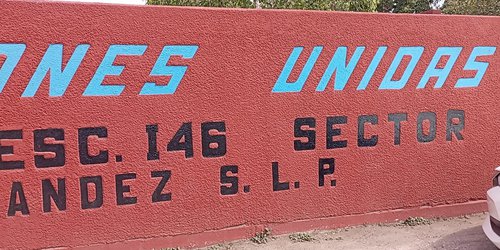 ONES UNIDAS
ESC. 146 SECTOR
ANDEZ S. L. P.